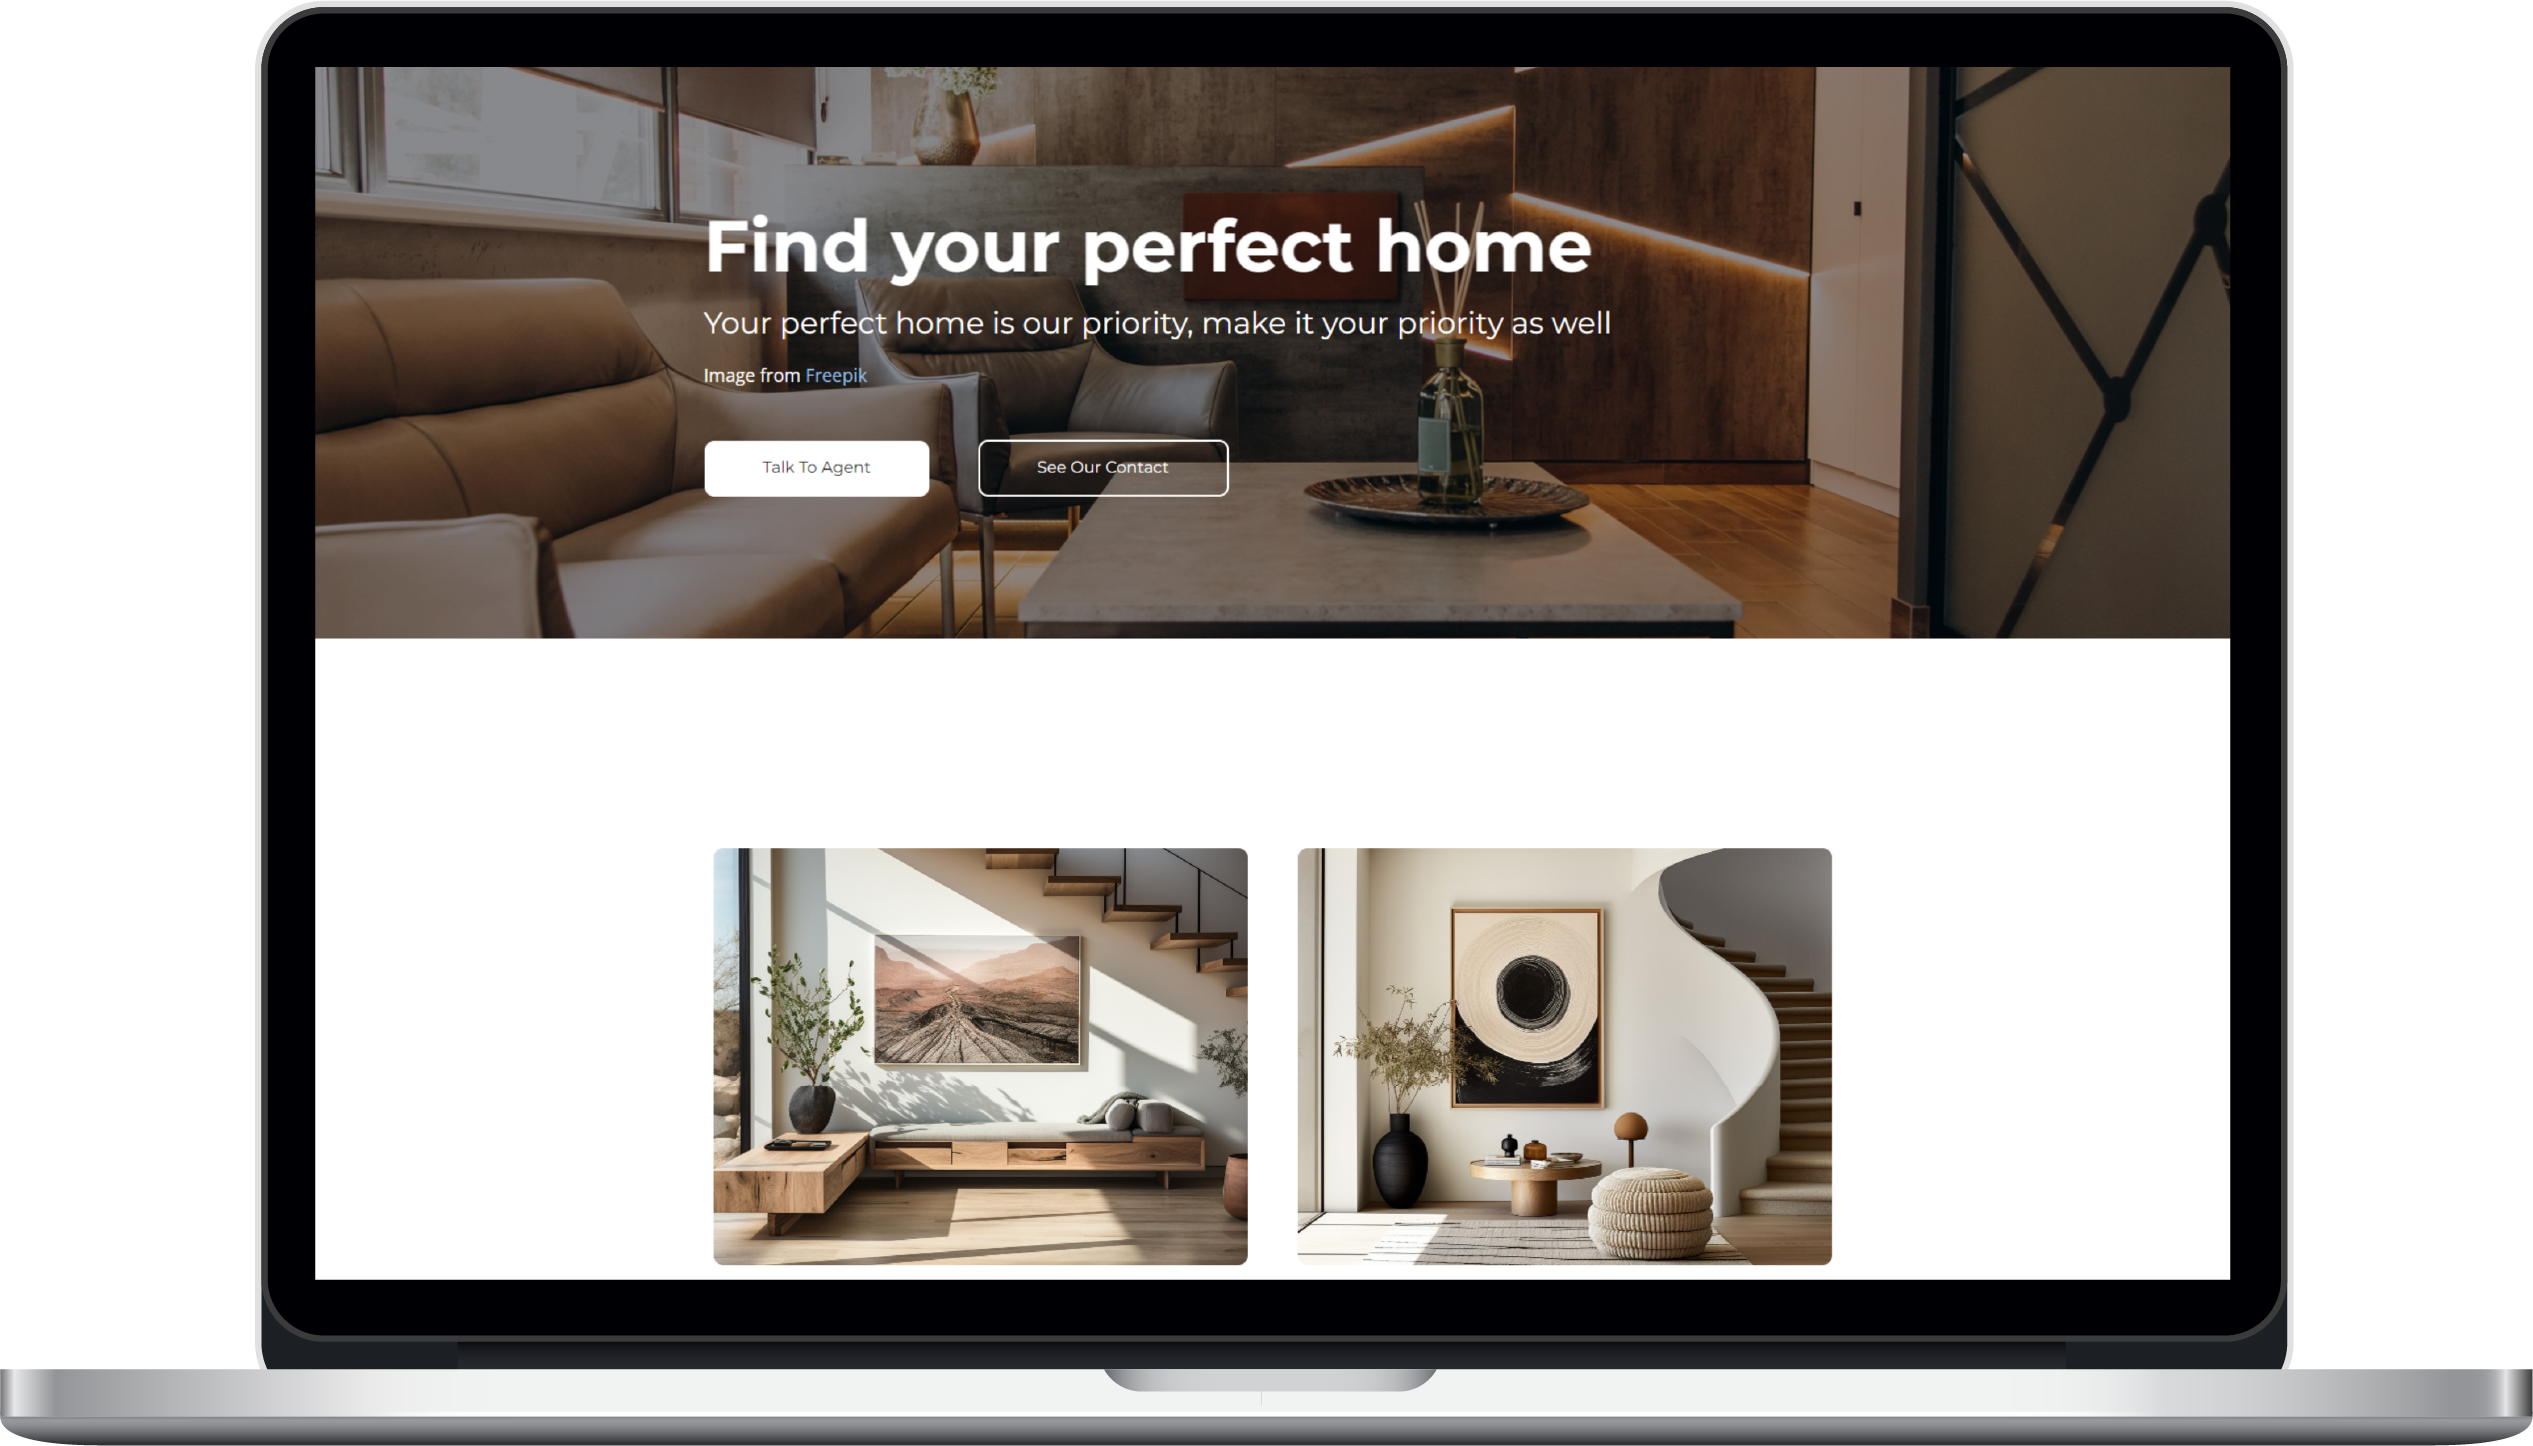 Find your perfect home
Your perfect home is our priority, make it your priority as well
Image from Freepik
Talk To Agent
See Our Contact